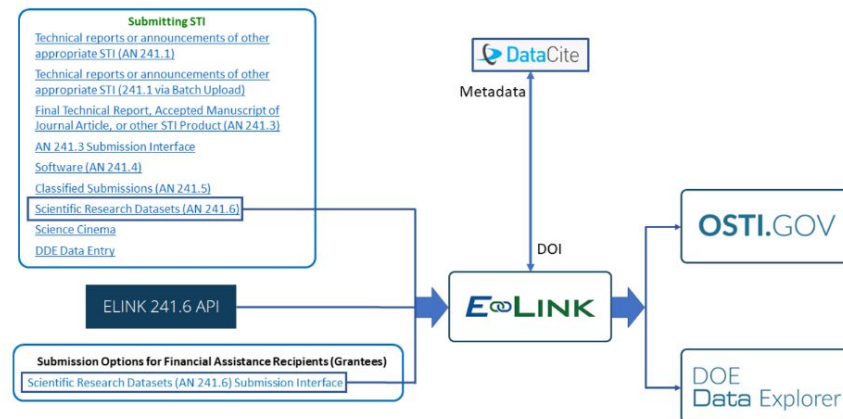 Submitting STI
Technical reports or announcements of other
appropriate STI (AN 241.1)
Technical reports or announcements of other
appropriate STI (241.1 via Batch Upload)
Final Technical Report, Accepted Manuscript of
Journal Article, or other STI Product (AN 241.3)
AN 241.3 Submission Interface
Software (AN 241.4)
Classified Submissions (AN 241.5)
Scientific Research Datasets (AN 241.6)
Science Cinema
DDE Data Entry
ELINK 241.6 API
Submission Options for Financial Assistance Recipients (Grantees)
Scientific Research Datasets (AN 241.6) Submission Interface
DataCite
Metadata
DOI
E LINK
OSTI.GOV
DOE
Data Explorer